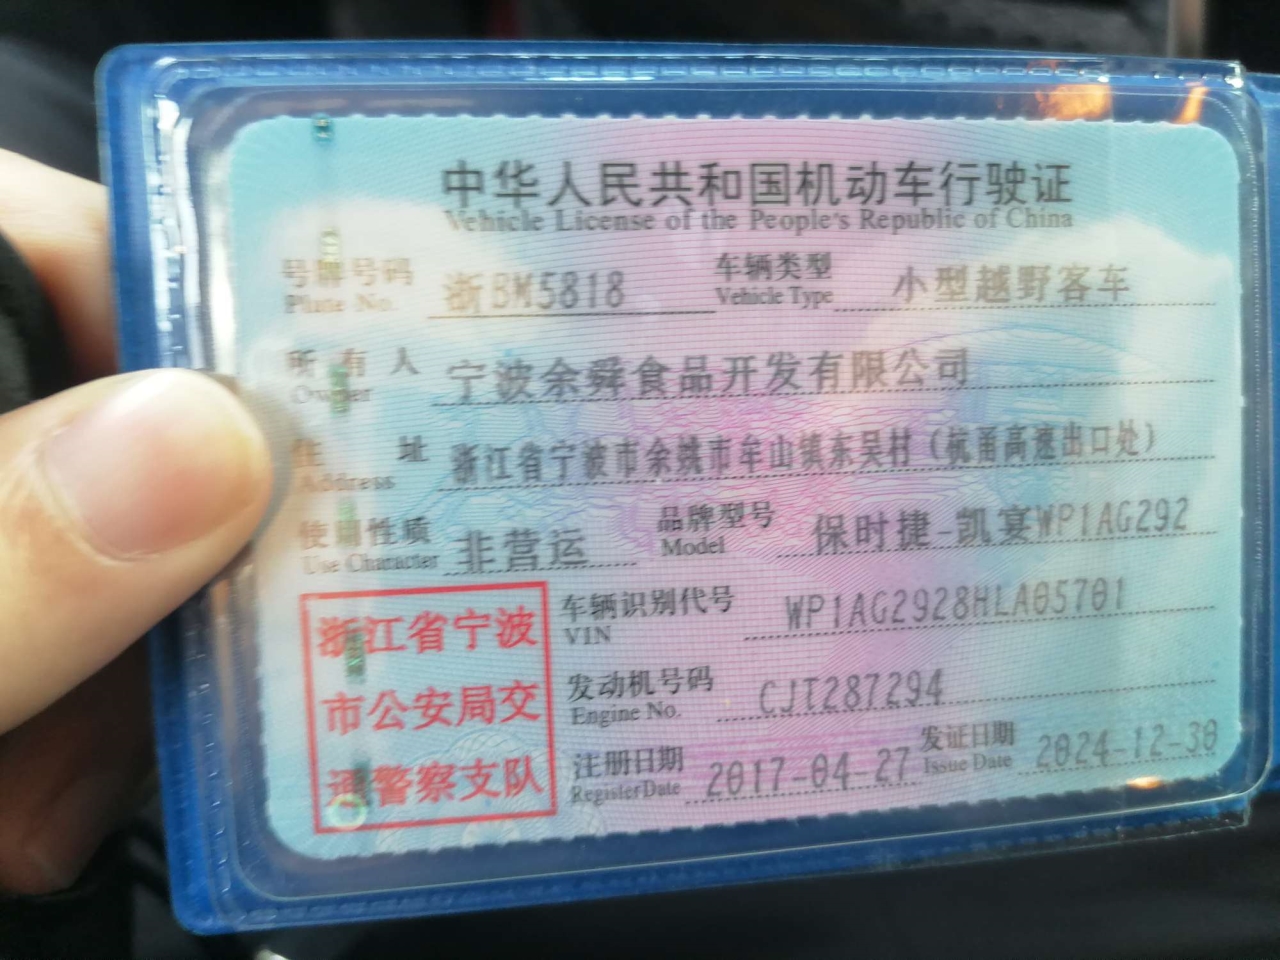 中华人民共和国机动车行驶证
Vehicle License of the People's Republic of China
号牌号码 浙BM5818 车辆类型 小型越野客车
Plate No. Vehicle Type
所有人 宁波余舜食品开发有限公司
Owner
住址 浙江省宁波市余姚市牟山镇东吴村（杭甬高速出口处）
Address
使用性质 非营运 品牌型号 保时捷-凯宴WP1AG292
Use Character Model
车辆识别代号 WP1AG2928HLA05701
VIN
发动机号码 CJT287294
Engine No.
注册日期 2017-04-27 发证日期 2024-12-30
Register Date Issue Date
浙江省宁波
市公安局交
通警察支队